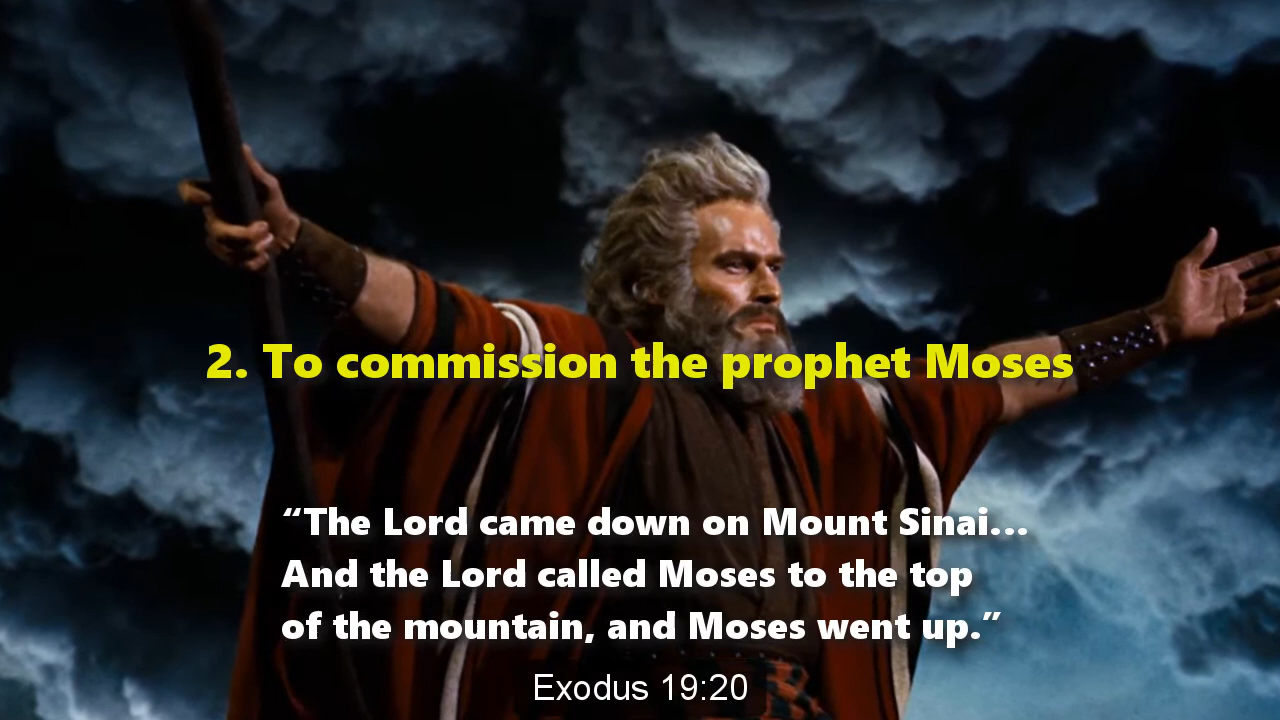 2. To commission the prophet Moses
“The Lord came down on Mount Sinai...
And the Lord called Moses to the top
of the mountain, and Moses went up.”
Exodus 19:20